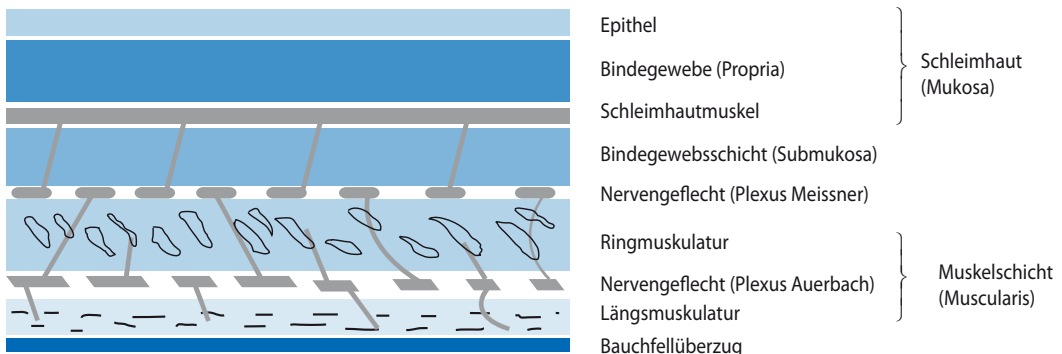 Epithel
Bindegewebe (Propria)
Schleimhautmuskel
Schleimhaut
(Mukosa)
Bindegewebsschicht (Submukosa)
Nervengeflecht (Plexus Meissner)
Ringmuskulatur
Nervengeflecht (Plexus Auerbach)
Längsmuskulatur
Muskelschicht
(Muscularis)
Bauchfellüberzug